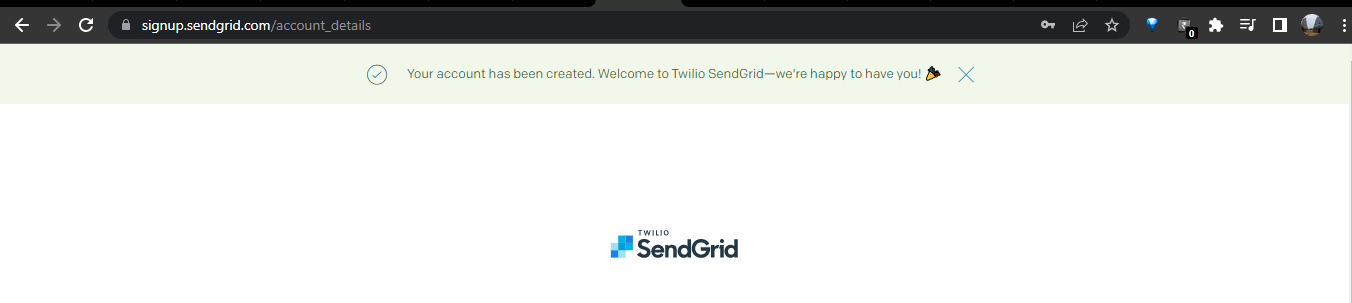 signup.sendgrid.com/account_details
0
Your account has been created. Welcome to Twilio SendGrid—we're happy to have you!
TWILIO
SendGrid